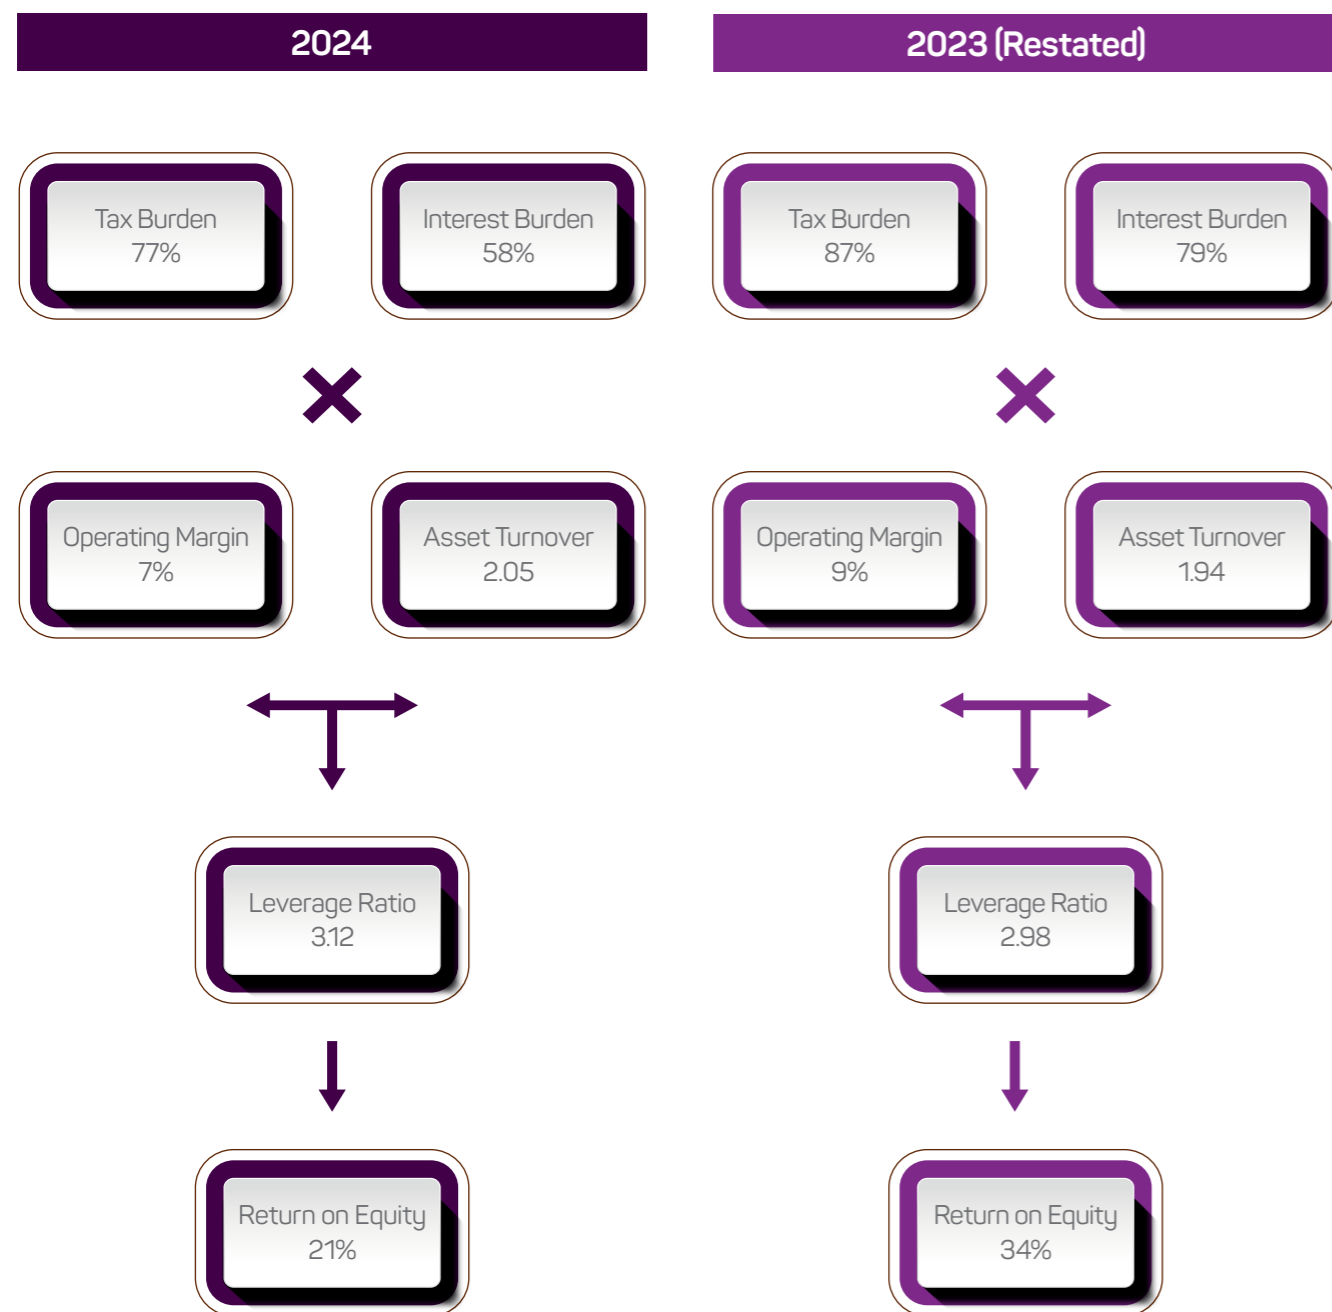 2024
2023 (Restated)
Tax Burden
77%
Interest Burden
58%
Tax Burden
87%
Interest Burden
79%
Operating Margin
7%
Asset Turnover
2.05
Operating Margin
9%
Asset Turnover
1.94
Leverage Ratio
3.12
Leverage Ratio
2.98
Return on Equity
21%
Return on Equity
34%